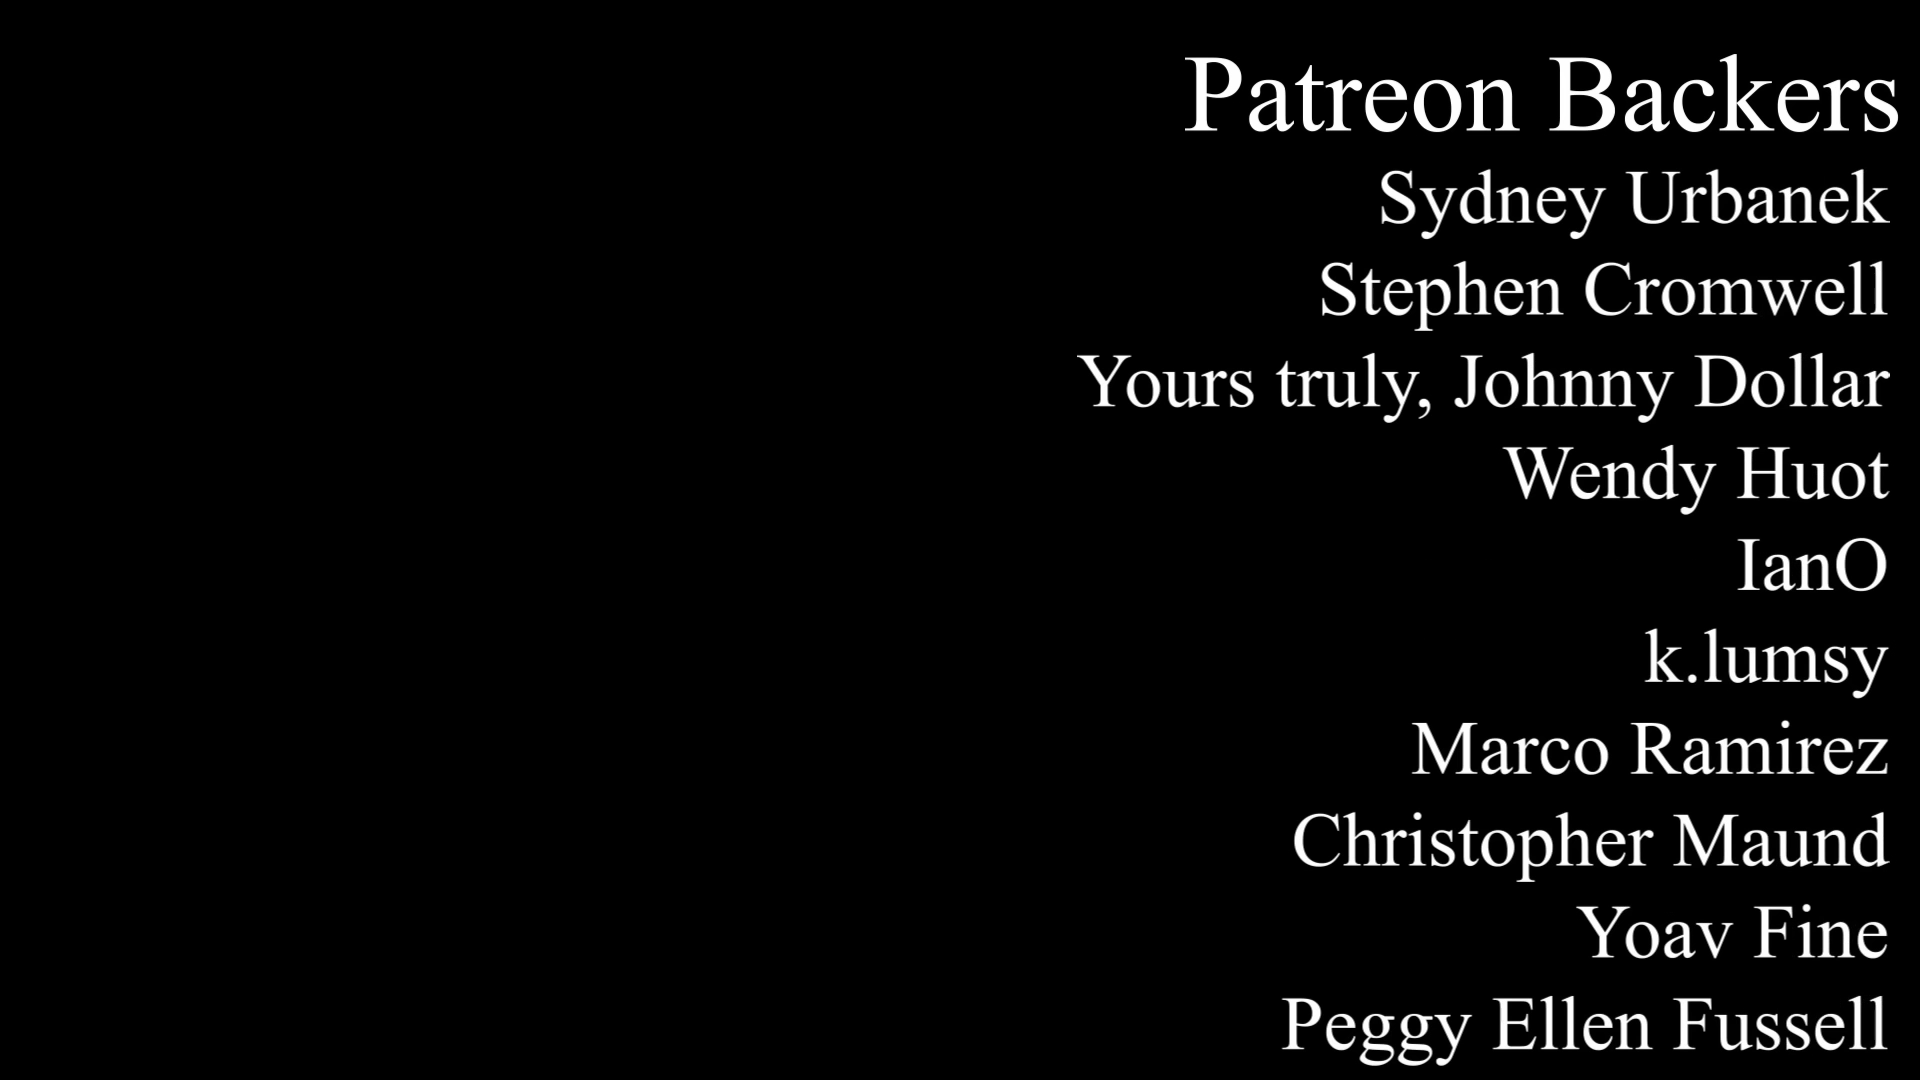 Patreon Backers
Sydney Urbanek
Stephen Cromwell
Yours truly, Johnny Dollar
Wendy Huot
IanO
k.lumsy
Marco Ramirez
Christopher Maund
Yoav Fine
Peggy Ellen Fussell